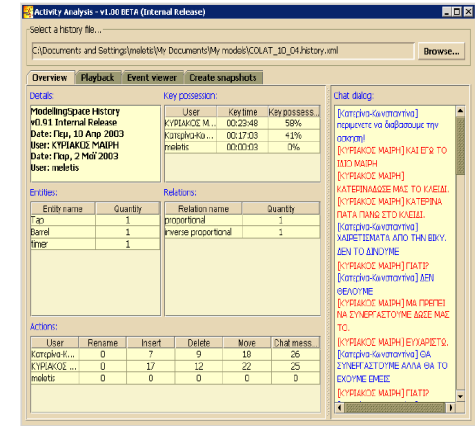 Activity Analysis - v1.00 BETA (Internal Release)
Select a history file...
C:\Documents and Settings\meletis\My Documents\My models\COLAT_10_04.history.xml
Browse...
Overview Playback Event viewer Create snapshots
Details:
ModellingSpace History
v0.91 Internal Release
Date: Πεμ, 10 Απρ 2003
User: ΚΥΡΙΑΚΟΣ ΜΑΙΡΗ
Date: Παρ, 2 Μαϊ 2003
User: meletis
Key possession:
User Key time Key possess...
ΚΥΡΙΑΚΟΣ Μ... 00:23:48 58%
Κατερίνα-Κω... 00:17:03 41%
meletis 00:00:03 0%
Entities:
Entity name Quantity
Tap 1
Barrel 1
timer 1
Relations:
Relation name Quantity
proportional 1
inverse proportional 1
Actions:
User Rename Insert Delete Move Chat mess...
Κατερίνα-Κ... 0 7 9 18 26
ΚΥΡΙΑΚΟΣ ... 0 17 12 22 25
meletis 0 0 0 0 0
Chat dialog:
[Κατερίνα-Κωνσταντίνα]
περιμενετε να διαβασουμε την
ασκηση!
[ΚΥΡΙΑΚΟΣ ΜΑΙΡΗ] ΚΑΙ ΕΓΩ ΤΟ
ΙΔΙΟ ΜΑΙΡΗ
[ΚΥΡΙΑΚΟΣ ΜΑΙΡΗ]
ΚΑΤΕΡΙΝΑΔΩΣΕ ΜΑΣ ΤΟ ΚΛΕΙΔΙ.
[ΚΥΡΙΑΚΟΣ ΜΑΙΡΗ] ΚΑΤΕΡΙΝΑ
ΠΑΤΑ ΠΑΝΩ ΣΤΟ ΚΛΕΙΔΙ.
[Κατερίνα-Κωνσταντίνα]
ΧΑΙΡΕΤΙΣΜΑΤΑ ΑΠΟ ΤΗΝ ΒΙΚΥ.
ΔΕΝ ΤΟ ΔΙΝΟΥΜΕ
[ΚΥΡΙΑΚΟΣ ΜΑΙΡΗ] ΓΙΑΤΙ?
[Κατερίνα-Κωνσταντίνα] ΔΕΝ
ΘΕΛΟΥΜΕ
[ΚΥΡΙΑΚΟΣ ΜΑΙΡΗ] ΜΑ ΠΡΕΠΕΙ
ΝΑ ΣΥΝΕΡΓΑΣΤΟΥΜΕ ΔΩΣΕ ΜΑΣ
ΤΟ.
[ΚΥΡΙΑΚΟΣ ΜΑΙΡΗ] ΕΥΧΑΡΙΣΤΩ.
[Κατερίνα-Κωνσταντίνα] ΘΑ
ΣΥΝΕΡΓΑΣΤΟΥΜΕ ΑΛΛΑ ΘΑ ΤΟ
ΕΧΟΥΜΕ ΕΜΕΙΣ
[ΚΥΡΙΑΚΟΣ ΜΑΙΡΗ] ΓΙΑΤΙ?